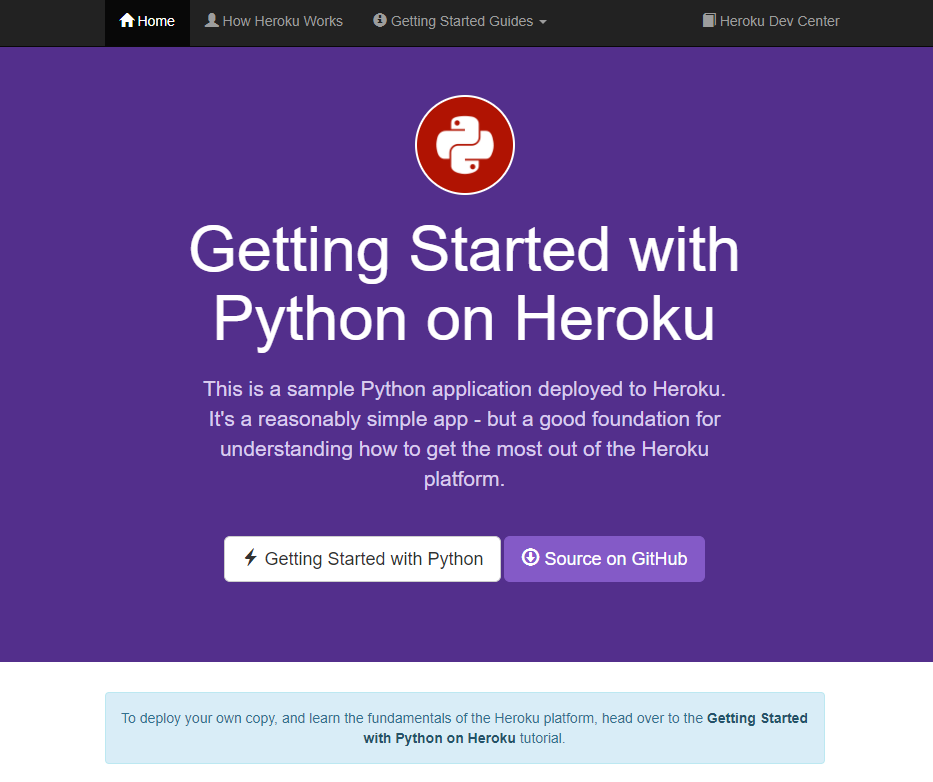 Home How Heroku Works Getting Started Guides Heroku Dev Center
Getting Started with
Python on Heroku
This is a sample Python application deployed to Heroku.
It's a reasonably simple app - but a good foundation for
understanding how to get the most out of the Heroku
platform.
Getting Started with Python Source on GitHub
To deploy your own copy, and learn the fundamentals of the Heroku platform, head over to the Getting Started
with Python on Heroku tutorial.